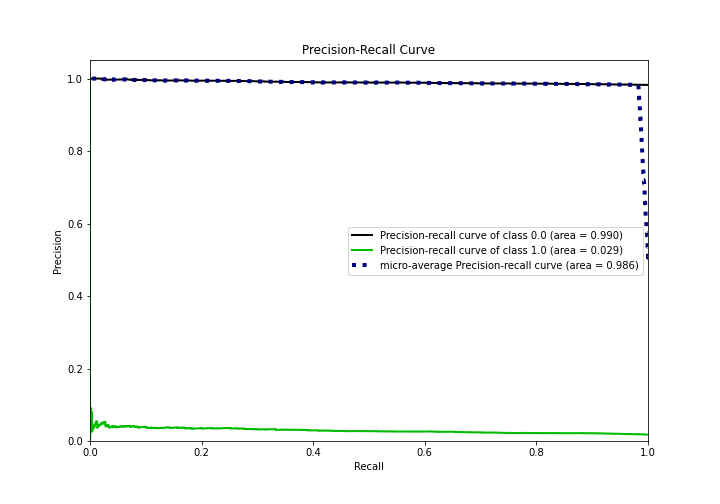 Precision-Recall Curve
1.0
0.8
0.6
0.4
0.2
0.0
Precision
Precision-recall curve of class 0.0 (area = 0.990)
Precision-recall curve of class 1.0 (area = 0.029)
micro-average Precision-recall curve (area = 0.986)
0.0 0.2 0.4 0.6 0.8 1.0
Recall